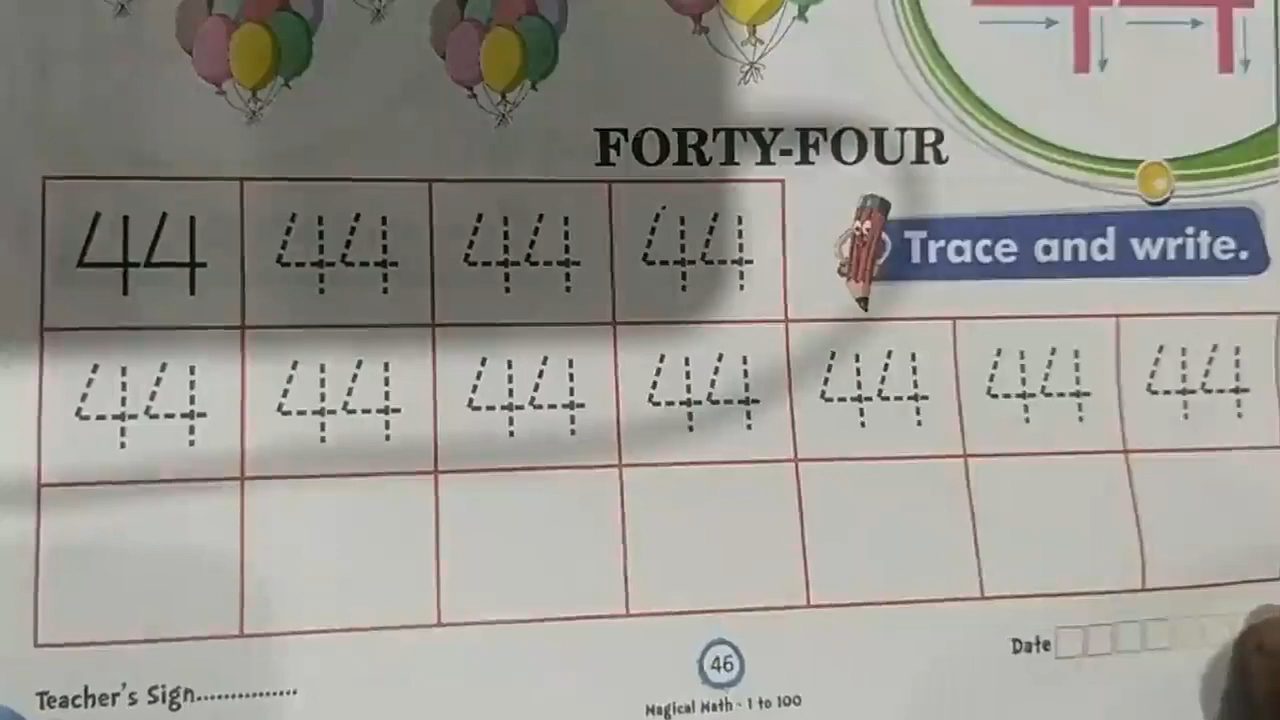 44
FORTY-FOUR
44 44 44 44
Trace and write.
44 44 44 44 44 44 44
Date
46
Teacher's Sign...............
Magical Math - 1 to 100